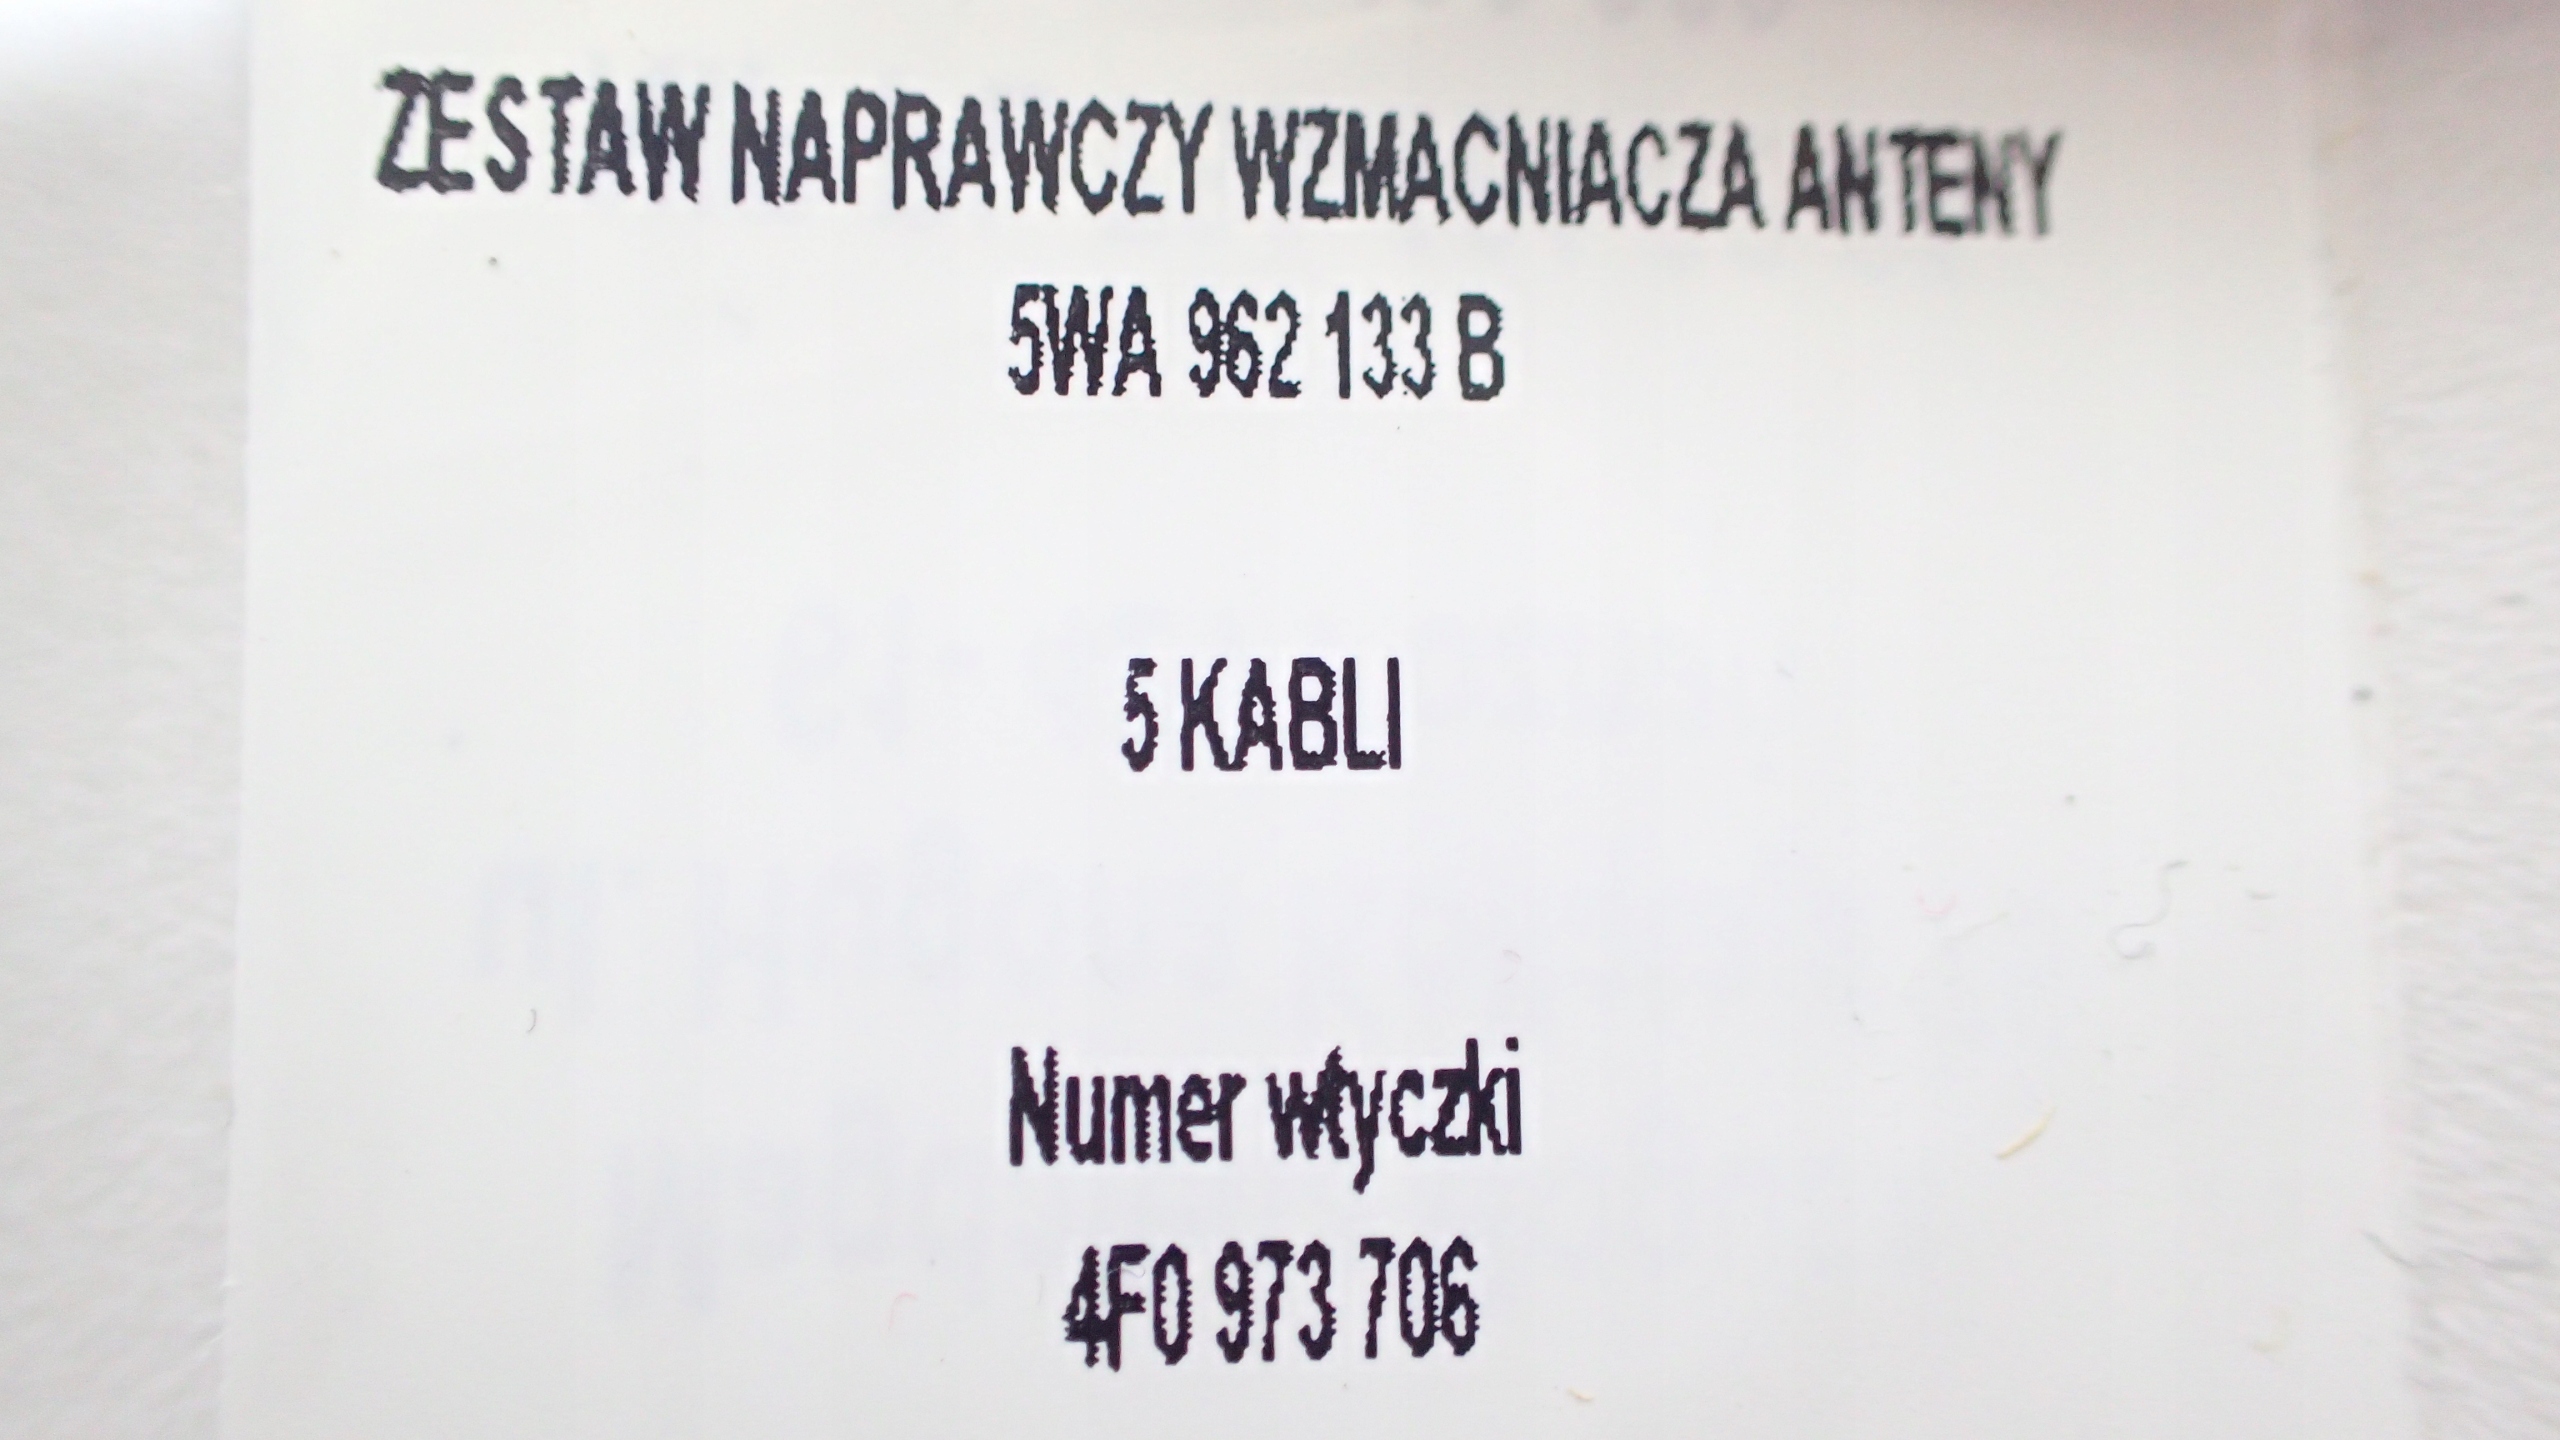 ZESTAW NAPRAWCZY WZMACNIACZA ANTENY
5WA 962 133 B
5 KABLI
Numer wtyczki
4F0 973 706